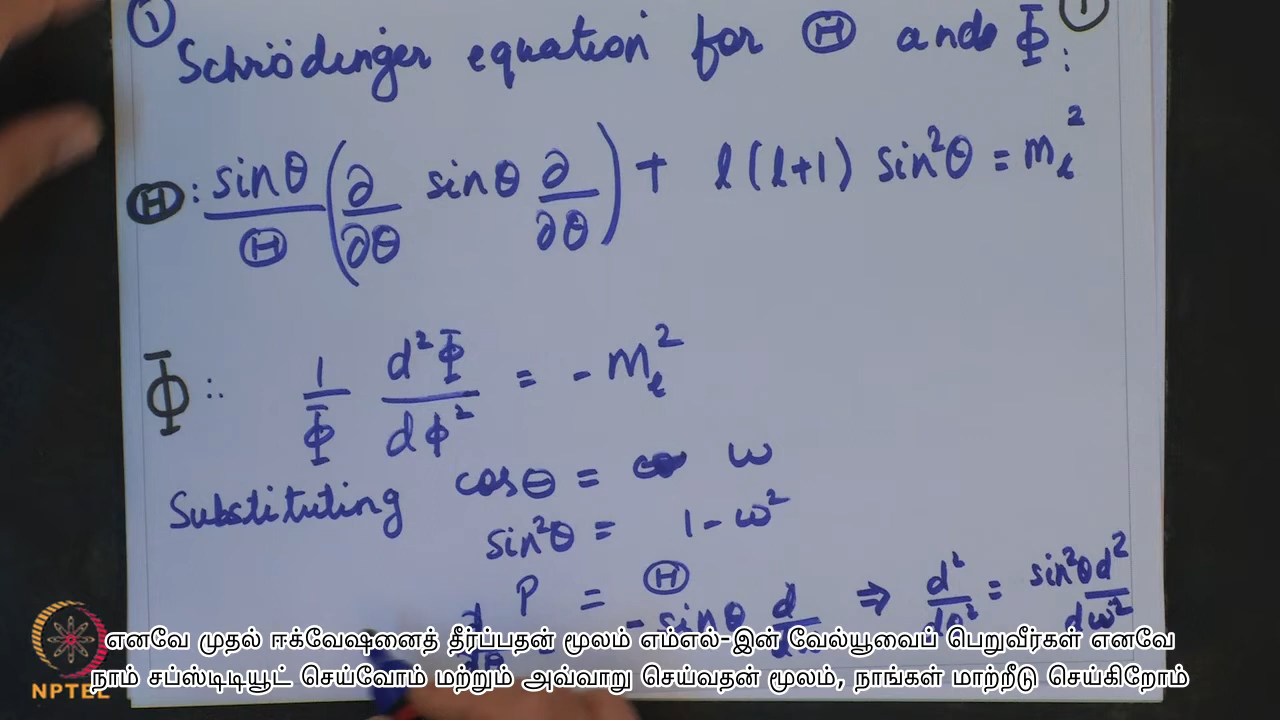 ① ①
Schrödinger equation for Ⓗ and Φ:
Ⓗ: sinθ/Ⓗ (∂/∂θ sinθ ∂/∂θ) + l(l+1) sin²θ = m_l²
Φ: 1/Φ d²Φ/dϕ² = - m_l²
Substituting cosθ = ω
sin²θ = 1 - ω²
P = Ⓗ
- sinθ d ⇒ d²/dθ² = sin²θ d²/dω²
எனவே முதல் ஈக்வேஷனைத் தீர்ப்பதன் மூலம் எம்எல்-இன் வேல்யூவைப் பெறுவீர்கள் எனவே
நாம் சப்ஸ்டிடியூட் செய்வோம் மற்றும் அவ்வாறு செய்வதன் மூலம், நாங்கள் மாற்றீடு செய்கிறோம்
NPTEL